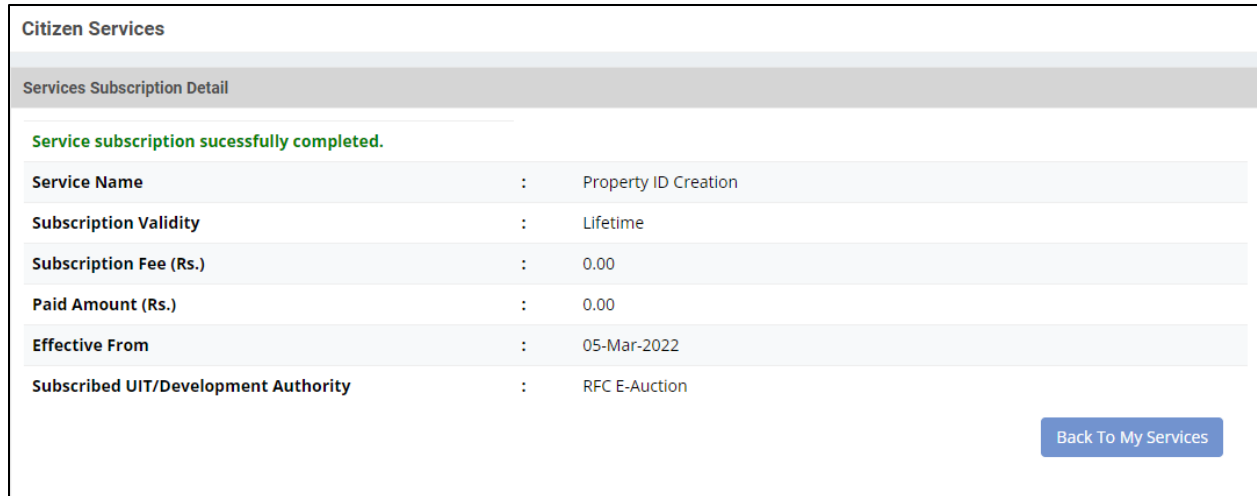 Citizen Services
Services Subscription Detail
Service subscription sucessfully completed.
Service Name : Property ID Creation
Subscription Validity : Lifetime
Subscription Fee (Rs.) : 0.00
Paid Amount (Rs.) : 0.00
Effective From : 05-Mar-2022
Subscribed UIT/Development Authority : RFC E-Auction
Back To My Services